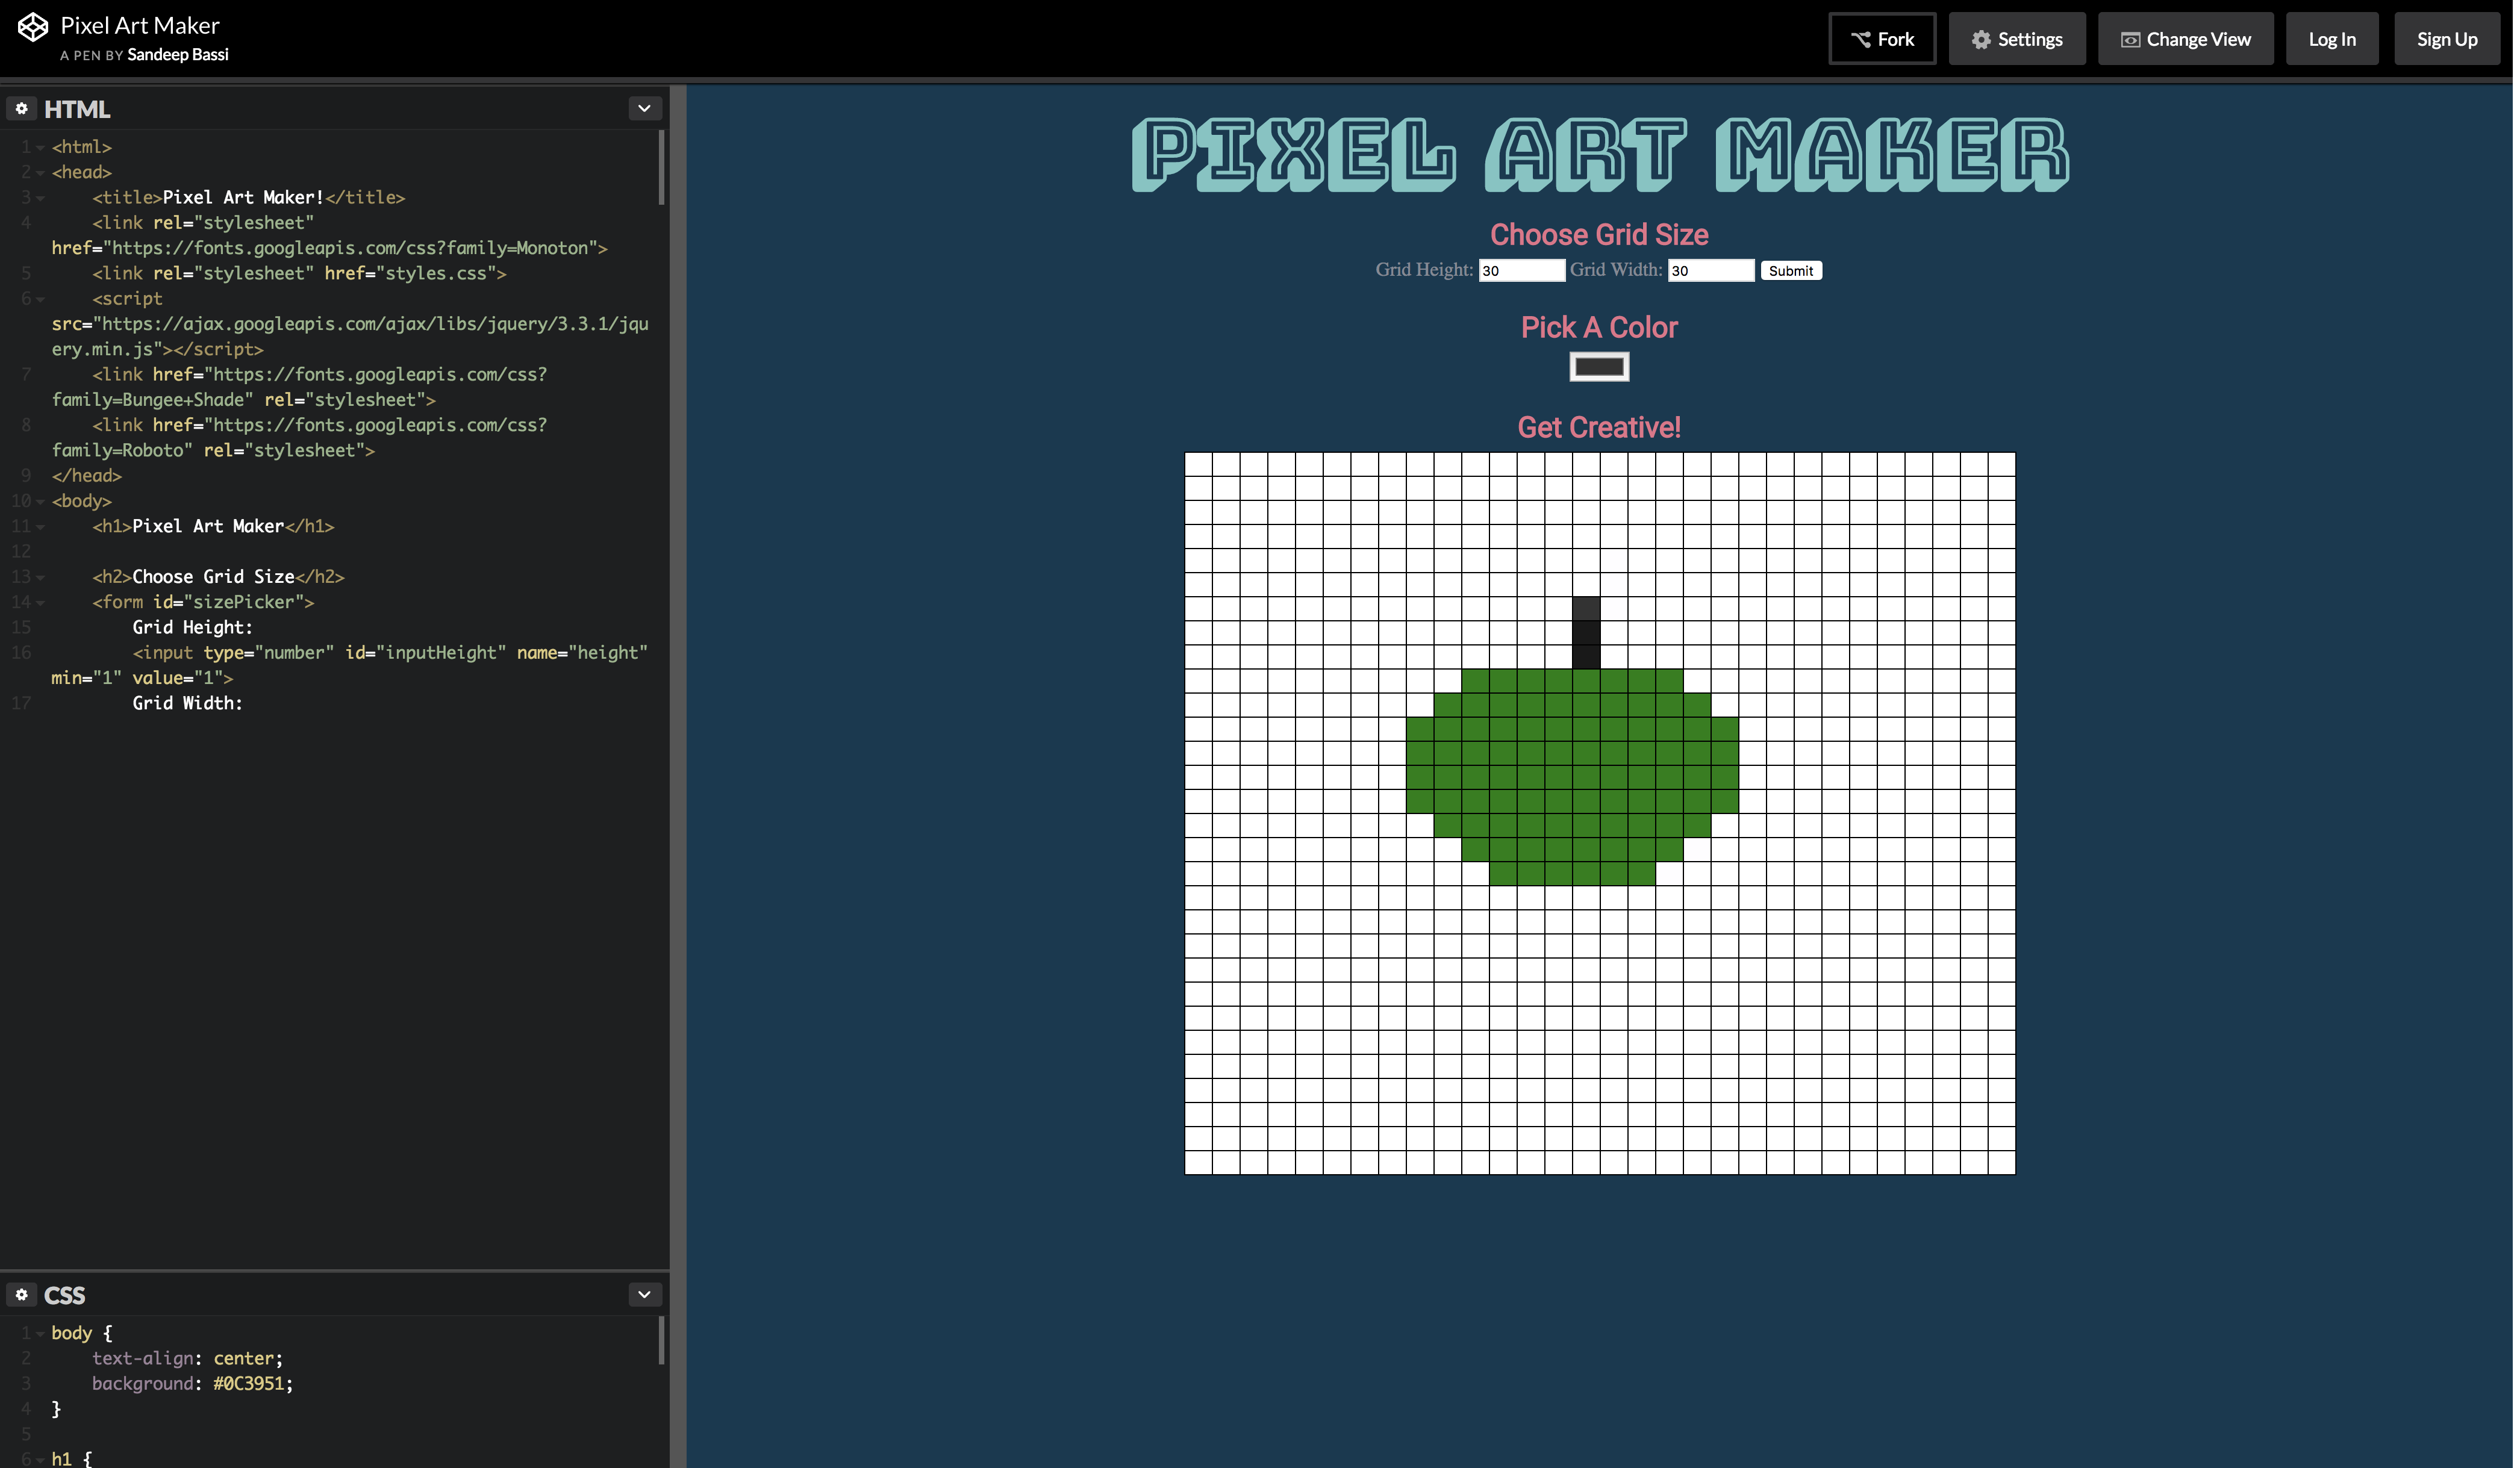 Pixel Art Maker
A PEN BY Sandeep Bassi
Fork
Settings
Change View
Log In
Sign Up
HTML
1 <html>
2 <head>
3 <title>Pixel Art Maker!</title>
4 <link rel="stylesheet"
href="https://fonts.googleapis.com/css?family=Monoton">
5 <link rel="stylesheet" href="styles.css">
6 <script
src="https://ajax.googleapis.com/ajax/libs/jquery/3.3.1/jqu
ery.min.js"></script>
7 <link href="https://fonts.googleapis.com/css?
family=Bungee+Shade" rel="stylesheet">
8 <link href="https://fonts.googleapis.com/css?
family=Roboto" rel="stylesheet">
9 </head>
10 <body>
11 <h1>Pixel Art Maker</h1>
12
13 <h2>Choose Grid Size</h2>
14 <form id="sizePicker">
15 Grid Height:
16 <input type="number" id="inputHeight" name="height"
min="1" value="1">
17 Grid Width:
CSS
1 body {
2 text-align: center;
3 background: #0C3951;
4 }
5
6 h1 {
PIXEL ART MAKER
Choose Grid Size
Grid Height: 30 Grid Width: 30 Submit
Pick A Color
Get Creative!